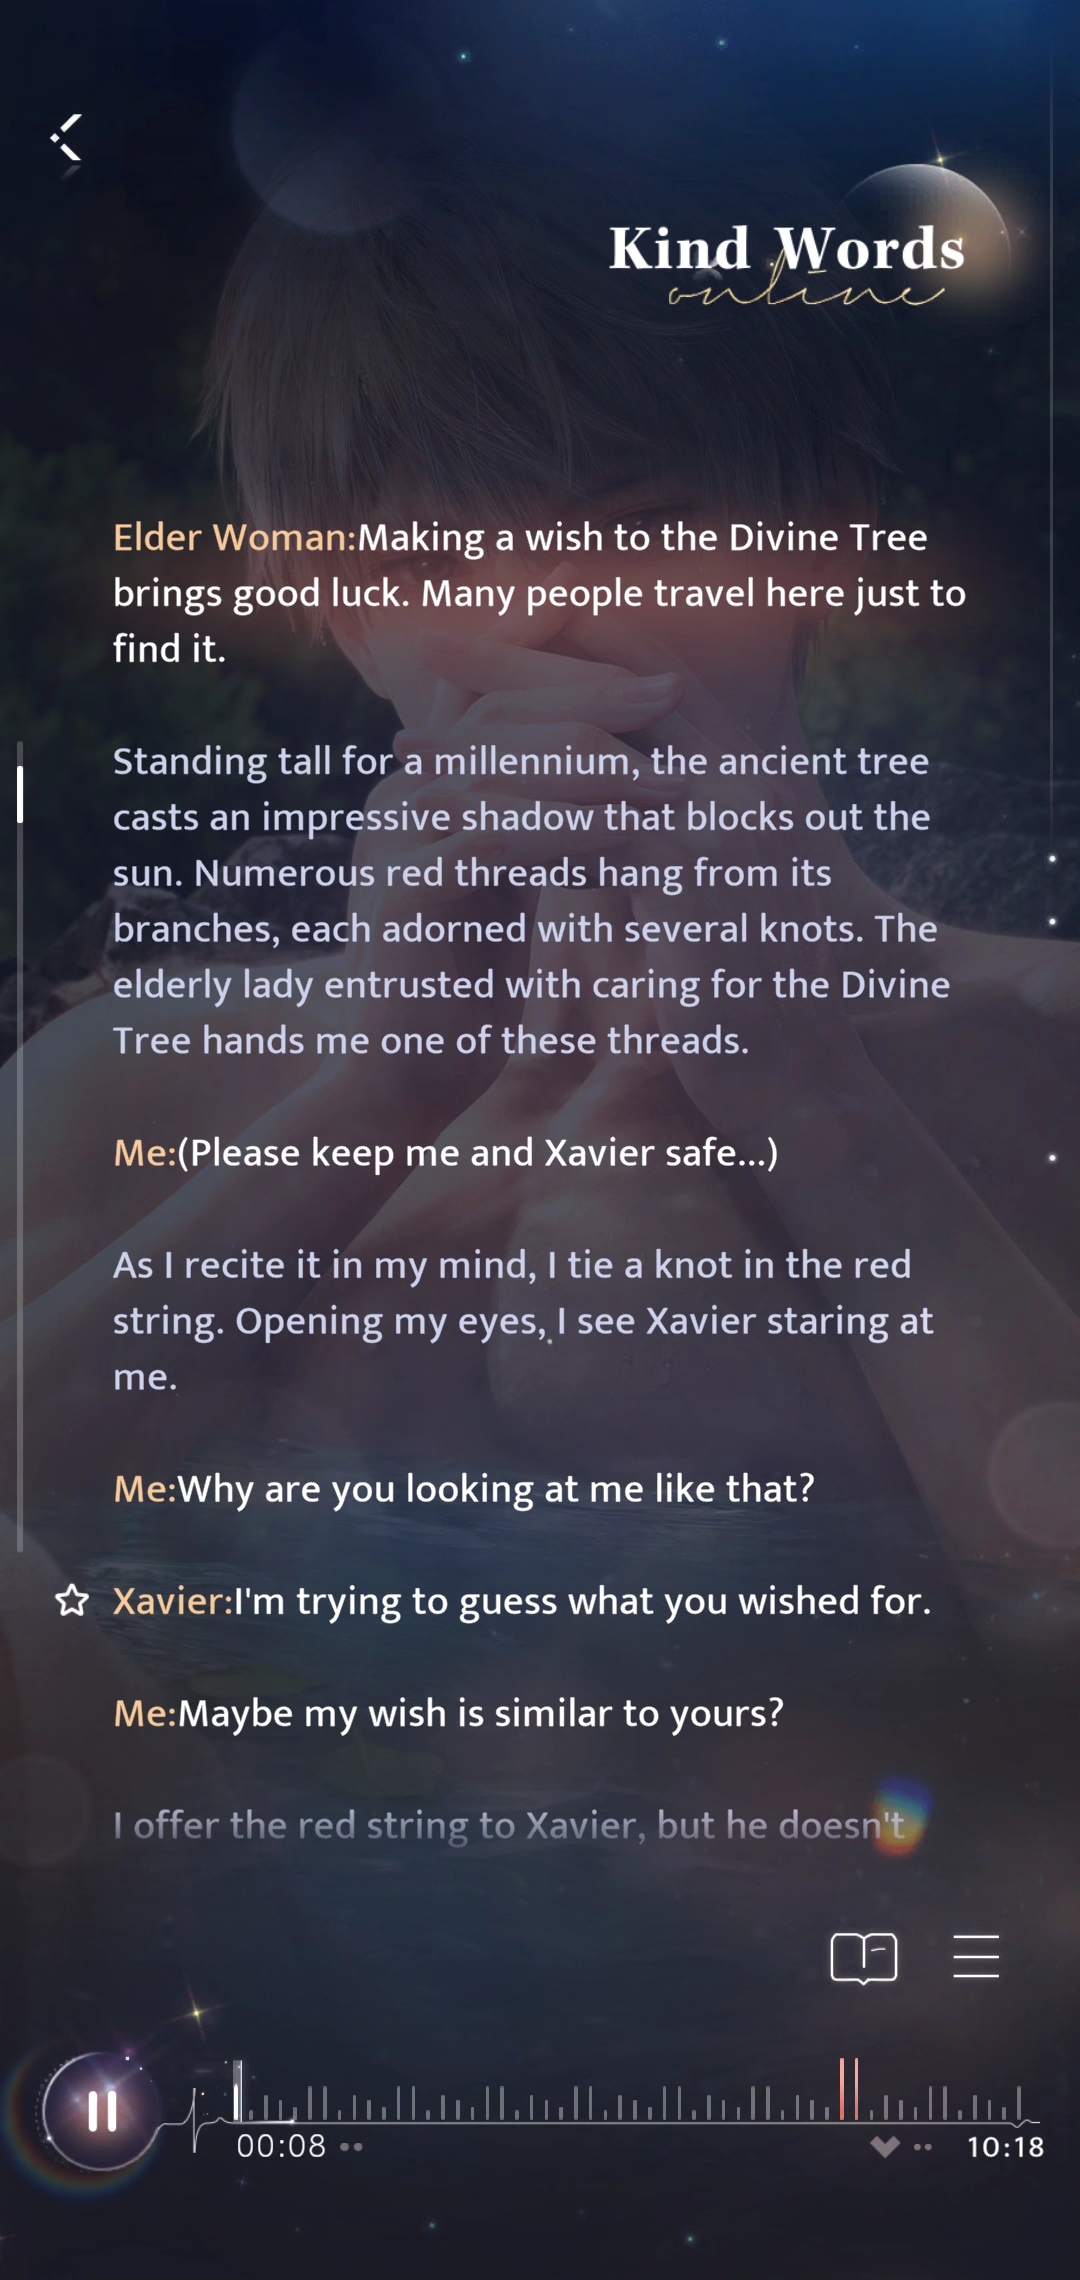 Kind Words
online
Elder Woman:Making a wish to the Divine Tree
brings good luck. Many people travel here just to
find it.
Standing tall for a millennium, the ancient tree
casts an impressive shadow that blocks out the
sun. Numerous red threads hang from its
branches, each adorned with several knots. The
elderly lady entrusted with caring for the Divine
Tree hands me one of these threads.
Me:(Please keep me and Xavier safe...)
As I recite it in my mind, I tie a knot in the red
string. Opening my eyes, I see Xavier staring at
me.
Me:Why are you looking at me like that?
Xavier:I'm trying to guess what you wished for.
Me:Maybe my wish is similar to yours?
I offer the red string to Xavier, but he doesn't
00:08
10:18